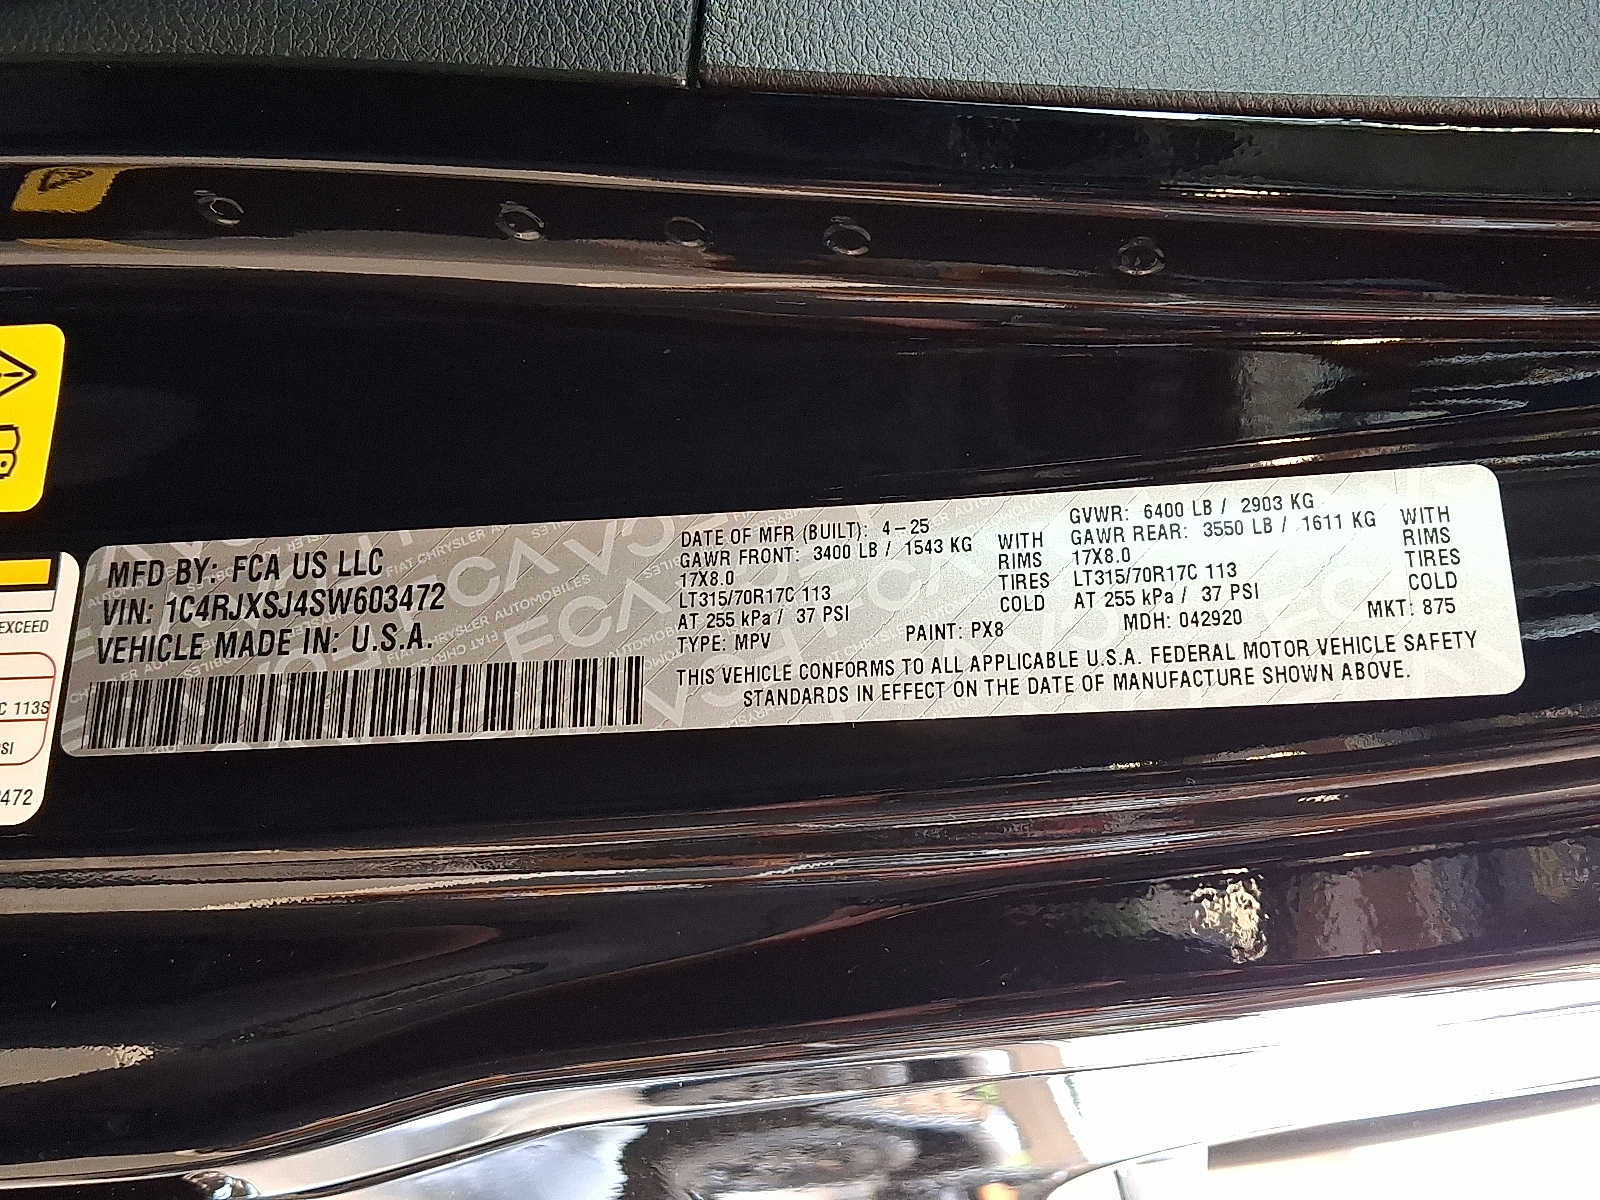 MFD BY: FCA US LLC
VIN: 1C4RJXSJ4SW603472
VEHICLE MADE IN: U.S.A.
DATE OF MFR (BUILT): 4-25
GAWR FRONT: 3400 LB / 1543 KG WITH
17X8.0 RIMS
LT315/70R17C 113 TIRES
AT 255 kPa / 37 PSI COLD
TYPE: MPV
PAINT: PX8
GVWR: 6400 LB / 2903 KG
GAWR REAR: 3550 LB / 1611 KG WITH
17X8.0 RIMS
LT315/70R17C 113 TIRES
AT 255 kPa / 37 PSI COLD
MDH: 042920
MKT: 875
THIS VEHICLE CONFORMS TO ALL APPLICABLE U.S.A. FEDERAL MOTOR VEHICLE SAFETY
STANDARDS IN EFFECT ON THE DATE OF MANUFACTURE SHOWN ABOVE.
EXCEED
C 113S
SI
472